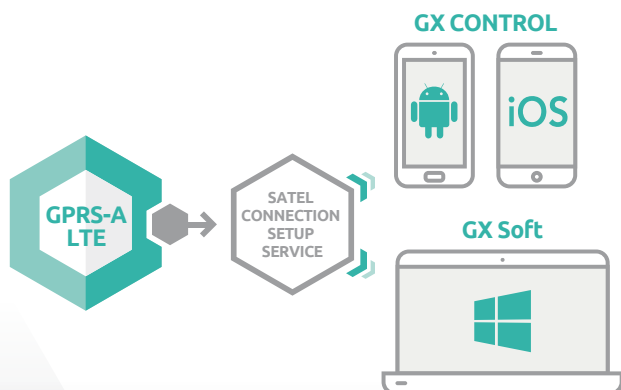 GX CONTROL
iOS
GPRS-A
LTE
SATEL
CONNECTION
SETUP
SERVICE
GX Soft